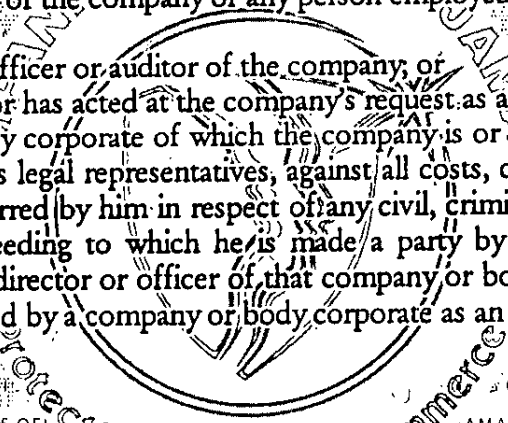 of the company or any person employed
fficer or auditor of the company; or
or has acted at the company's request as a
y corporate of which the company is or
s legal representatives, against all costs, c
rred by him in respect of any civil, crimi
eeding to which he is made a party by
director or officer of that company or bo
d by a company or body corporate as an
rotec
mmerce